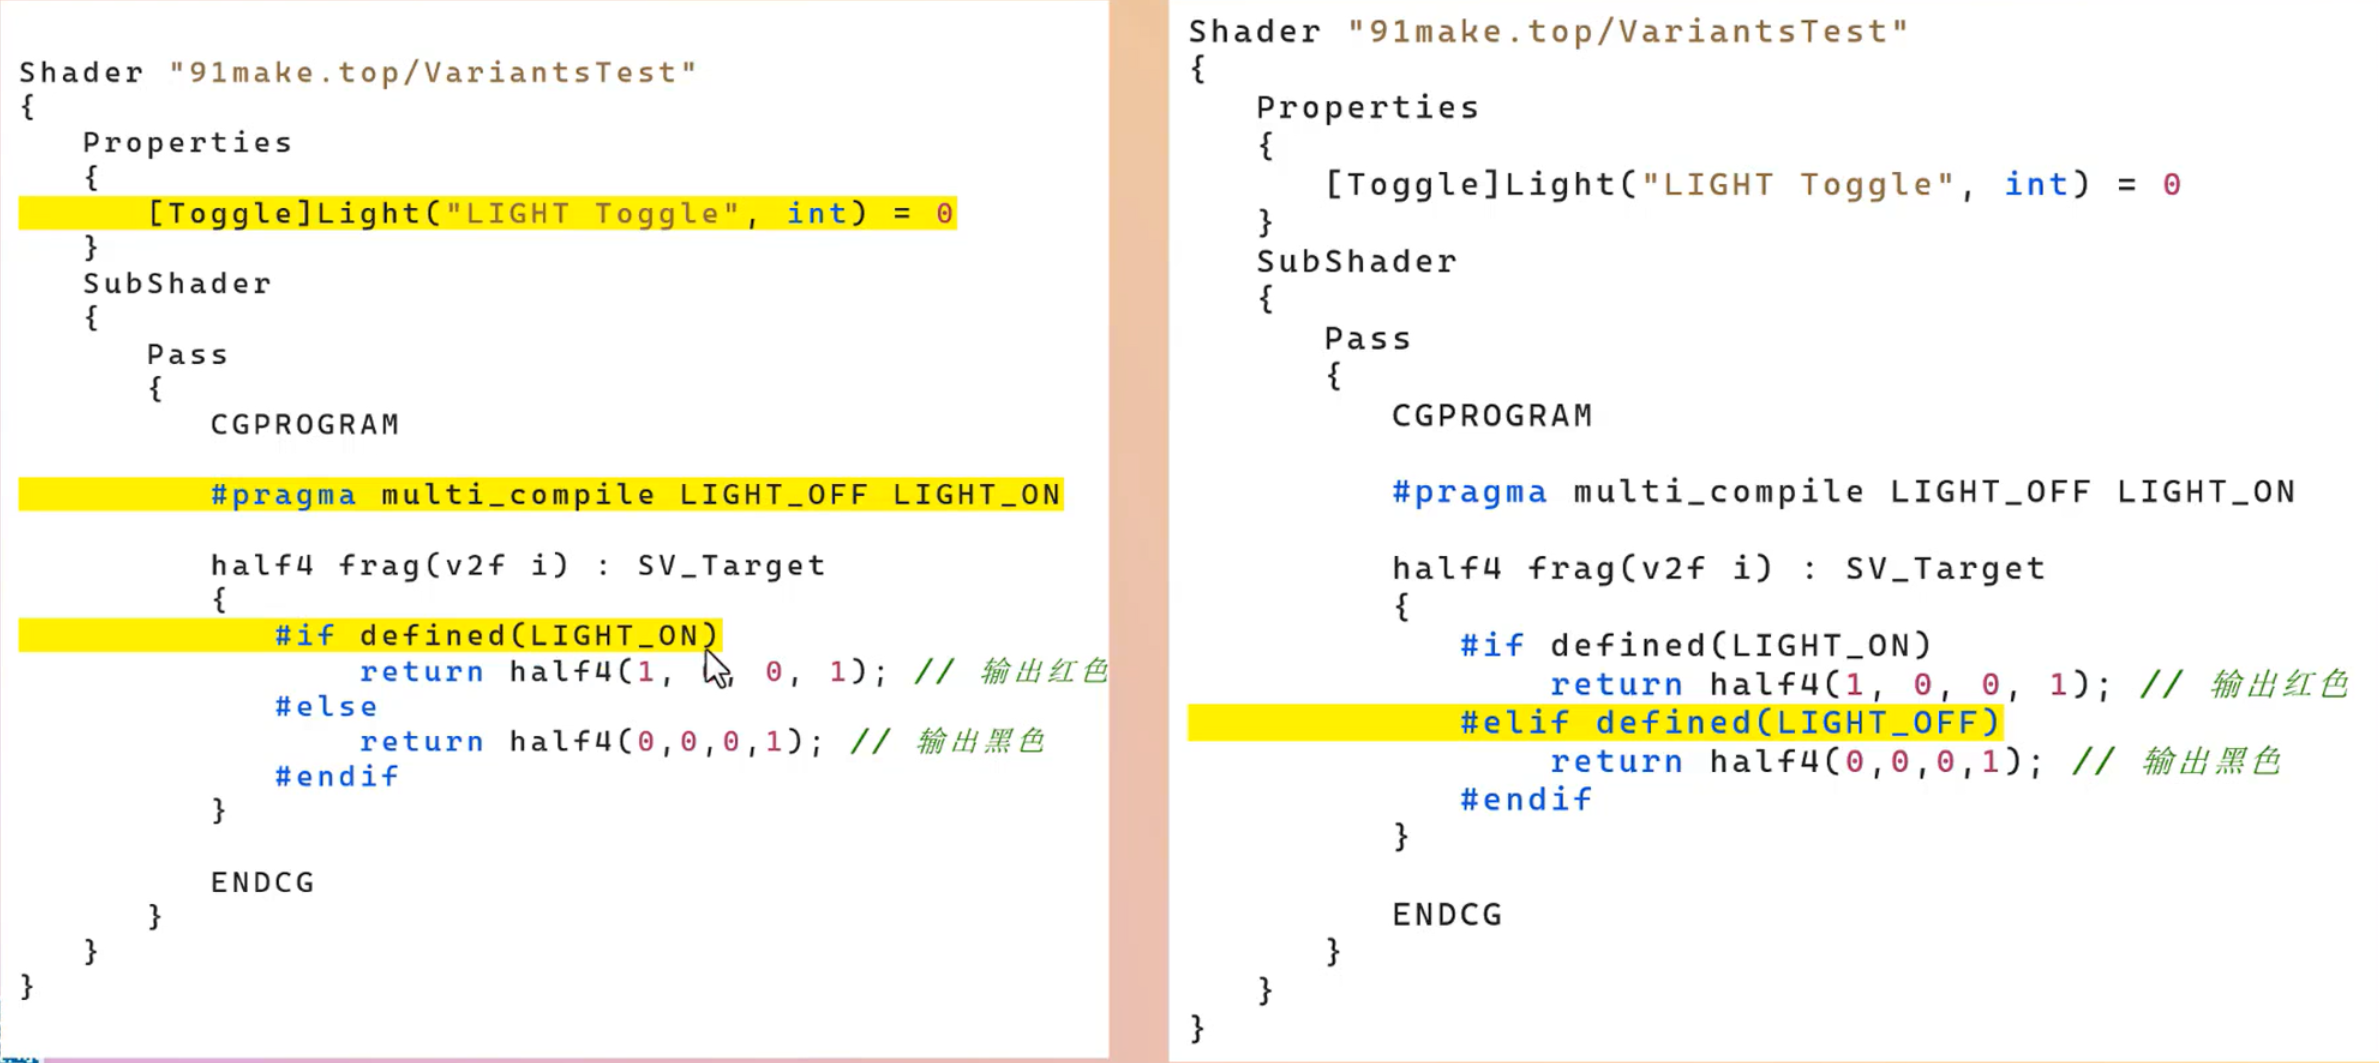 Shader "91make.top/VariantsTest"
{
    Properties
    {
        [Toggle]Light("LIGHT Toggle", int) = 0
    }
    SubShader
    {
        Pass
        {
            CGPROGRAM
            #pragma multi_compile LIGHT_OFF LIGHT_ON
            half4 frag(v2f i) : SV_Target
            {
                #if defined(LIGHT_ON)
                    return half4(1, , 0, 1); // 输出红色
                #else
                    return half4(0,0,0,1); // 输出黑色
                #endif
            }
            ENDCG
        }
    }
}
Shader "91make.top/VariantsTest"
{
    Properties
    {
        [Toggle]Light("LIGHT Toggle", int) = 0
    }
    SubShader
    {
        Pass
        {
            CGPROGRAM
            #pragma multi_compile LIGHT_OFF LIGHT_ON
            half4 frag(v2f i) : SV_Target
            {
                #if defined(LIGHT_ON)
                    return half4(1, 0, 0, 1); // 输出红色
                #elif defined(LIGHT_OFF)
                    return half4(0,0,0,1); // 输出黑色
                #endif
            }
            ENDCG
        }
    }
}